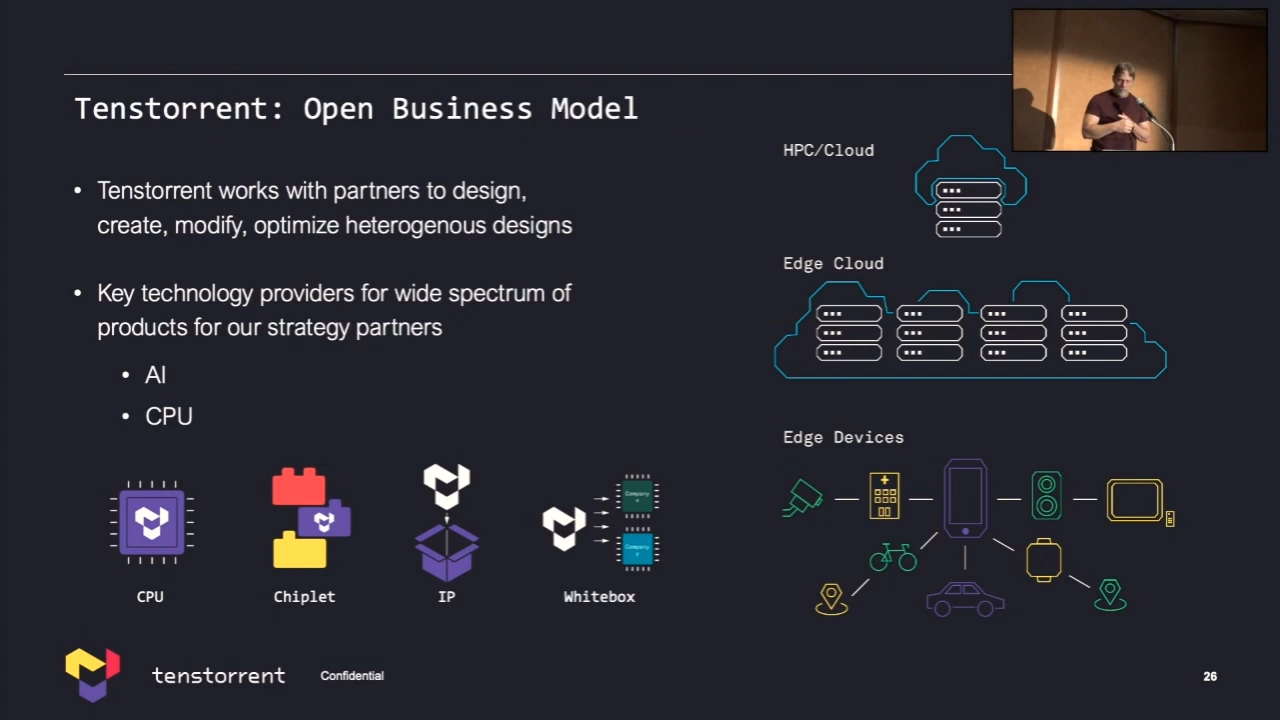 Tenstorrent: Open Business Model
• Tenstorrent works with partners to design,
create, modify, optimize heterogenous designs
• Key technology providers for wide spectrum of
products for our strategy partners
• AI
• CPU
CPU
Chiplet
IP
Company
Company
Whitebox
HPC/Cloud
Edge Cloud
Edge Devices
tenstorrent
Confidential
26